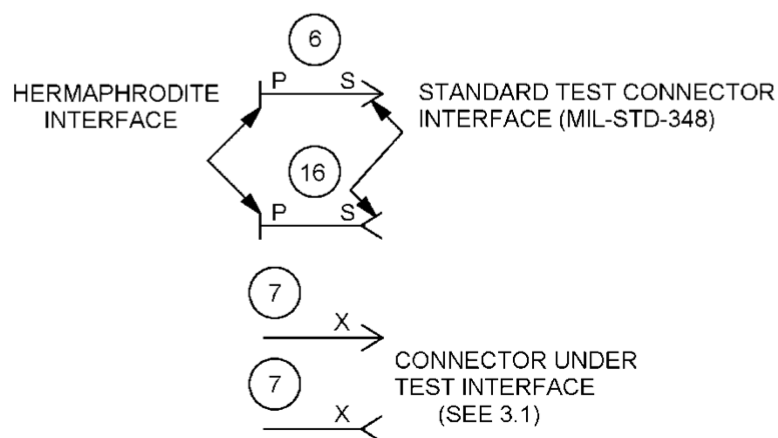 6
P S
HERMAPHRODITE
INTERFACE
STANDARD TEST CONNECTOR
INTERFACE (MIL-STD-348)
16
P S
7
X
CONNECTOR UNDER
TEST INTERFACE
(SEE 3.1)
7
X